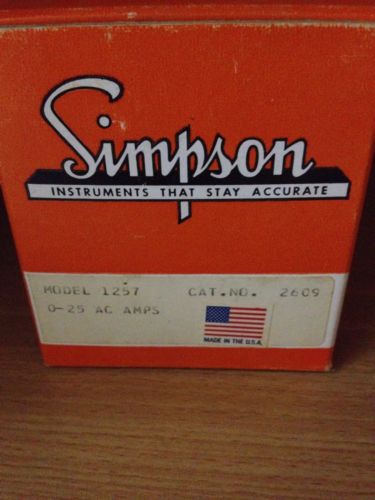 Simpson
INSTRUMENTS THAT STAY ACCURATE
MODEL 1257 CAT.NO. 2609
0-25 AC AMPS
MADE IN THE U.S.A.